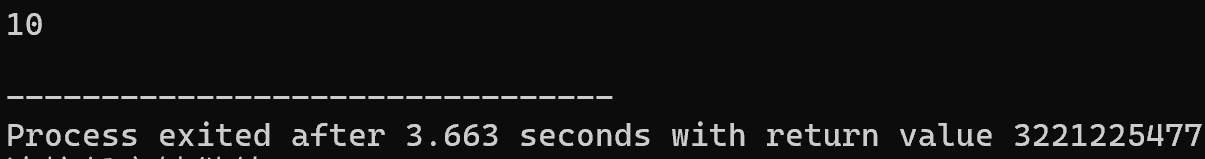 10
--------------------------------
Process exited after 3.663 seconds with return value 3221225477